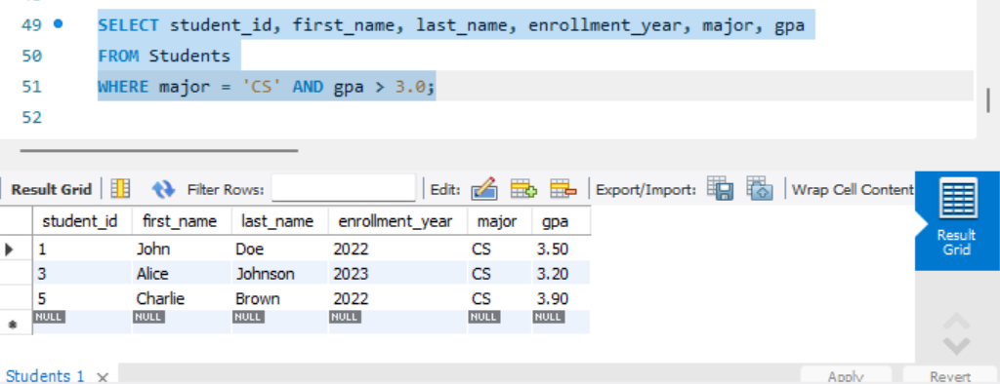 49 SELECT student_id, first_name, last_name, enrollment_year, major, gpa
50 FROM Students
51 WHERE major = 'CS' AND gpa > 3.0;
52
Result Grid Filter Rows: Edit: Export/Import: Wrap Cell Content
student_id first_name last_name enrollment_year major gpa
1 John Doe 2022 CS 3.50
3 Alice Johnson 2023 CS 3.20
5 Charlie Brown 2022 CS 3.90
NULL NULL NULL NULL NULL NULL
Result
Grid
Students 1 Apply Revert